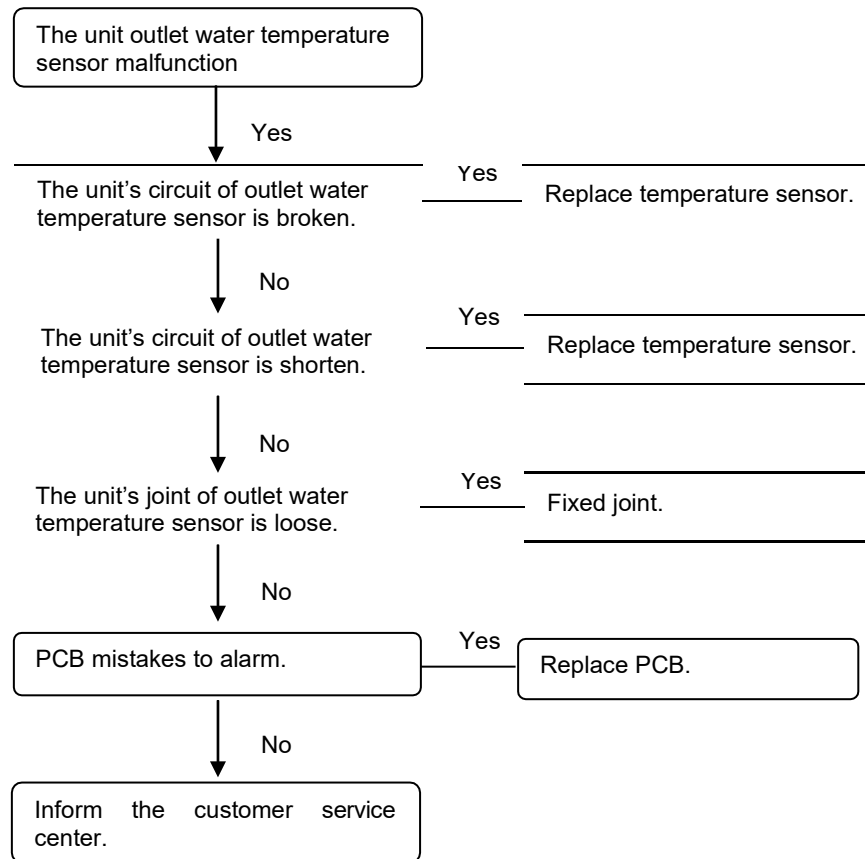 The unit outlet water temperature
sensor malfunction
Yes
The unit's circuit of outlet water
temperature sensor is broken.
Yes
Replace temperature sensor.
No
The unit's circuit of outlet water
temperature sensor is shorten.
Yes
Replace temperature sensor.
No
The unit's joint of outlet water
temperature sensor is loose.
Yes
Fixed joint.
No
PCB mistakes to alarm.
Yes
Replace PCB.
No
Inform the customer service
center.